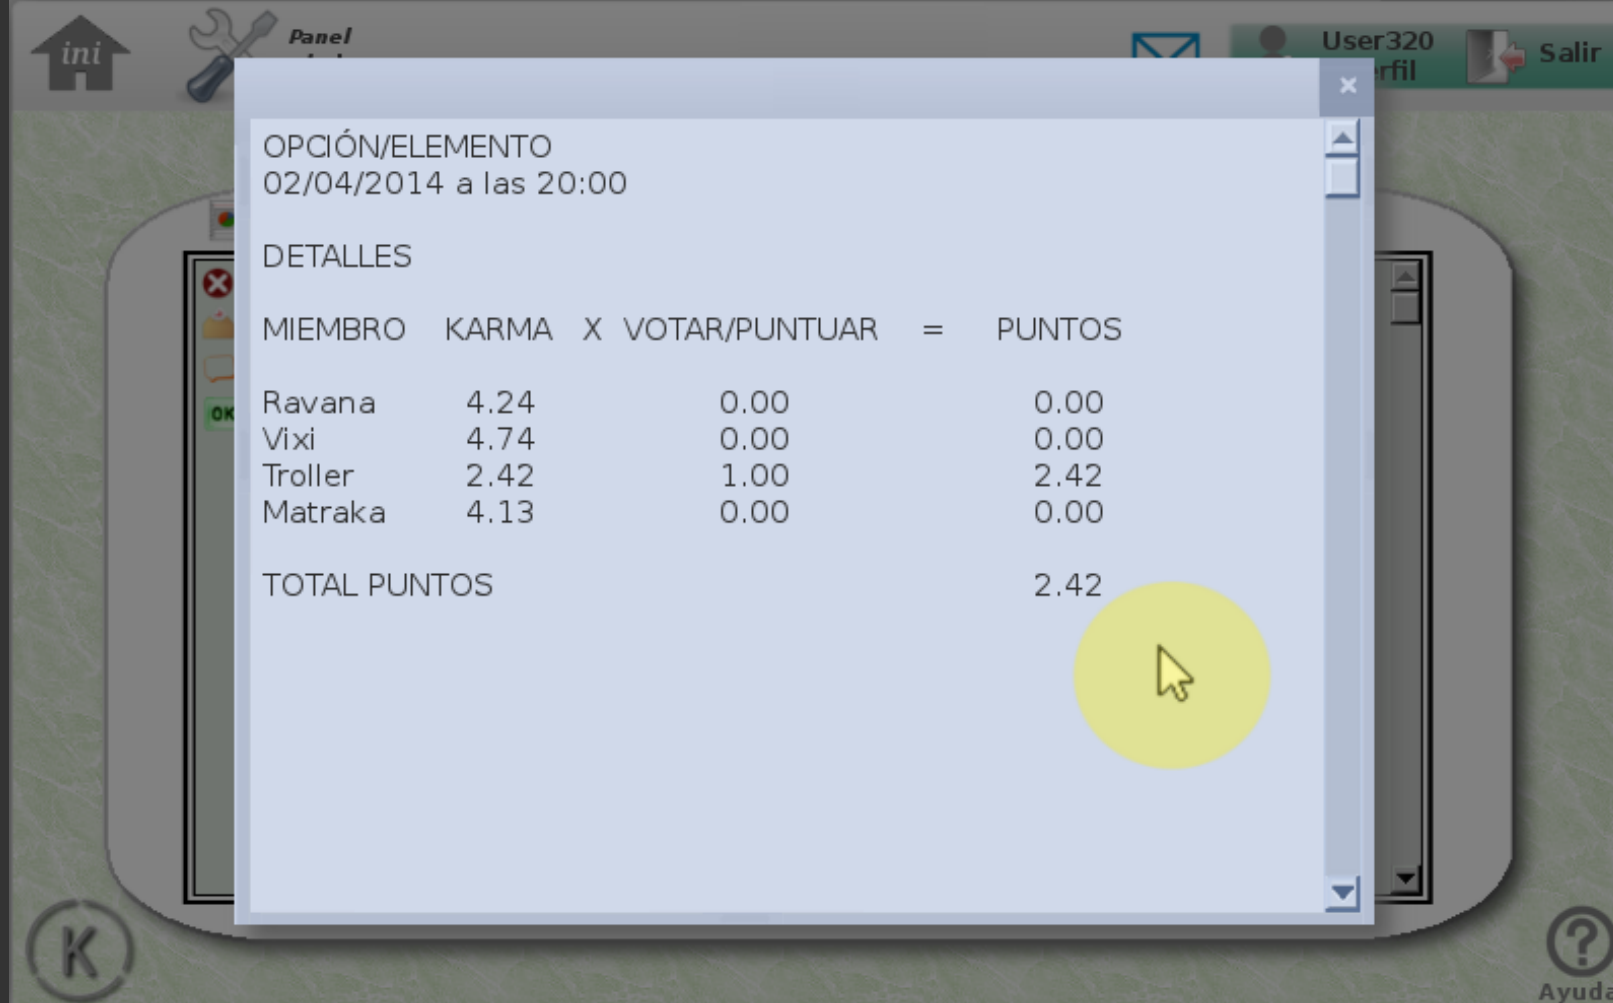 ini
Panel
User320
Salir
rfil
×
OPCIÓN/ELEMENTO
02/04/2014 a las 20:00
DETALLES
MIEMBRO KARMA X VOTAR/PUNTUAR = PUNTOS
Ravana 4.24 0.00 0.00
Vixi 4.74 0.00 0.00
Troller 2.42 1.00 2.42
Matraka 4.13 0.00 0.00
TOTAL PUNTOS 2.42
OK
K
?
Ayuda